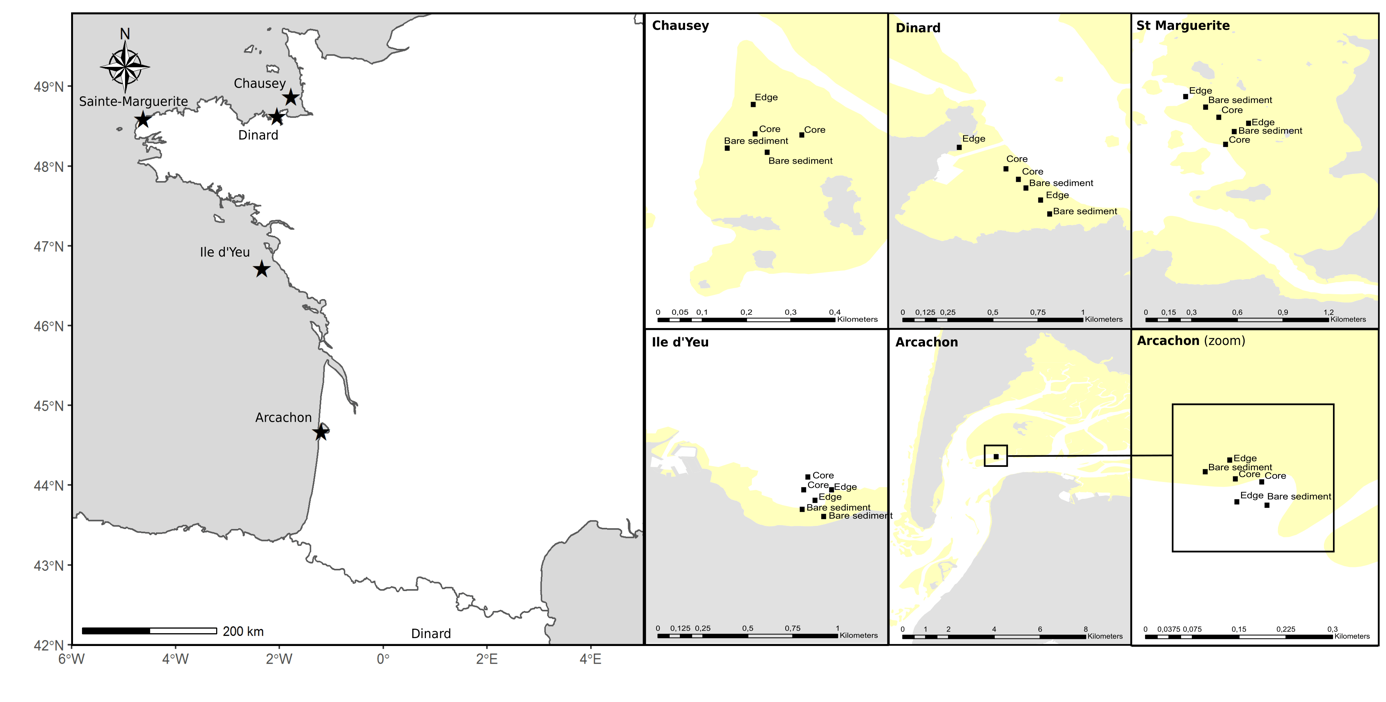 N
49°N
48°N
47°N
46°N
45°N
44°N
43°N
42°N
6°W
4°W
2°W
0°
2°E
4°E
Chausey
Sainte-Marguerite
Dinard
Ile d'Yeu
Arcachon
200 km
Dinard
Chausey
Edge
Core
Core
Bare sediment
Bare sediment
0 0,05 0,1 0,2 0,3 0,4
Kilometers
Dinard
Edge
Core
Core
Bare sediment
Edge
Bare sediment
0 0,125 0,25 0,5 0,75 1
Kilometers
St Marguerite
Edge
Bare sediment
Core
Edge
Bare sediment
Core
0 0,15 0,3 0,6 0,9 1,2
Kilometers
Ile d'Yeu
Core
Core Edge
Edge
Bare sediment
Bare sediment
0 0,125 0,25 0,5 0,75 1
Kilometers
Arcachon
0 1 2 4 6 8
Kilometers
Arcachon (zoom)
Edge
Bare sediment
Core Core
Edge Bare sediment
0 0,0375 0,075 0,15 0,225 0,3
Kilometers